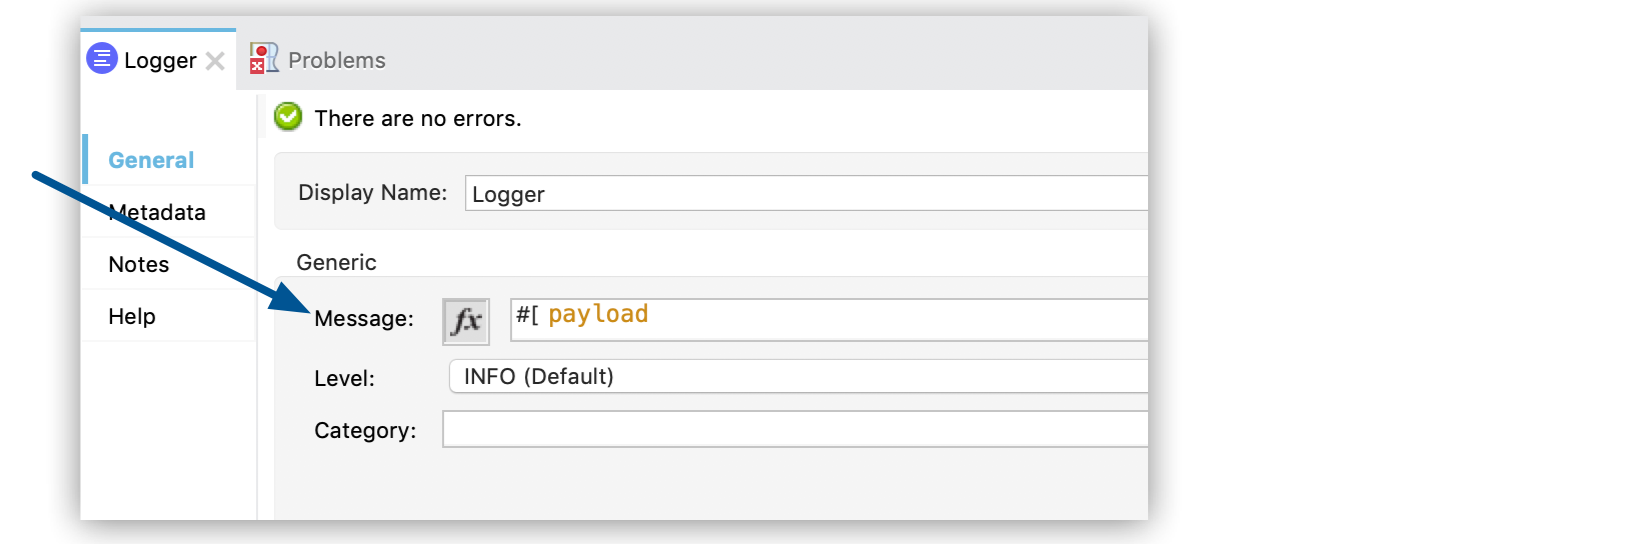 Logger
Problems
There are no errors.
General
Metadata
Notes
Help
Display Name: Logger
Generic
Message: fx #[ payload
Level: INFO (Default)
Category: